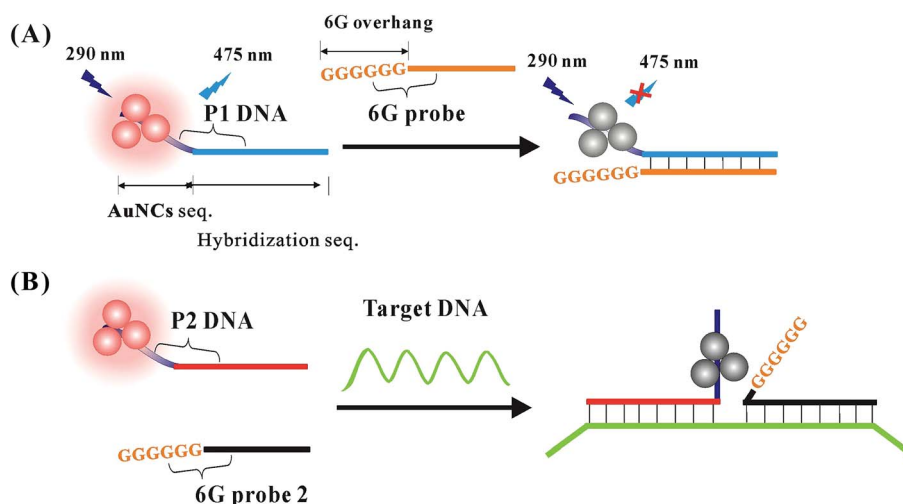 (A)
290 nm
475 nm
P1 DNA
AuNCs seq.
Hybridization seq.
6G overhang
GGGGGG
6G probe
290 nm
475 nm
GGGGGG
(B)
P2 DNA
GGGGGG
6G probe 2
Target DNA
GGGGGG